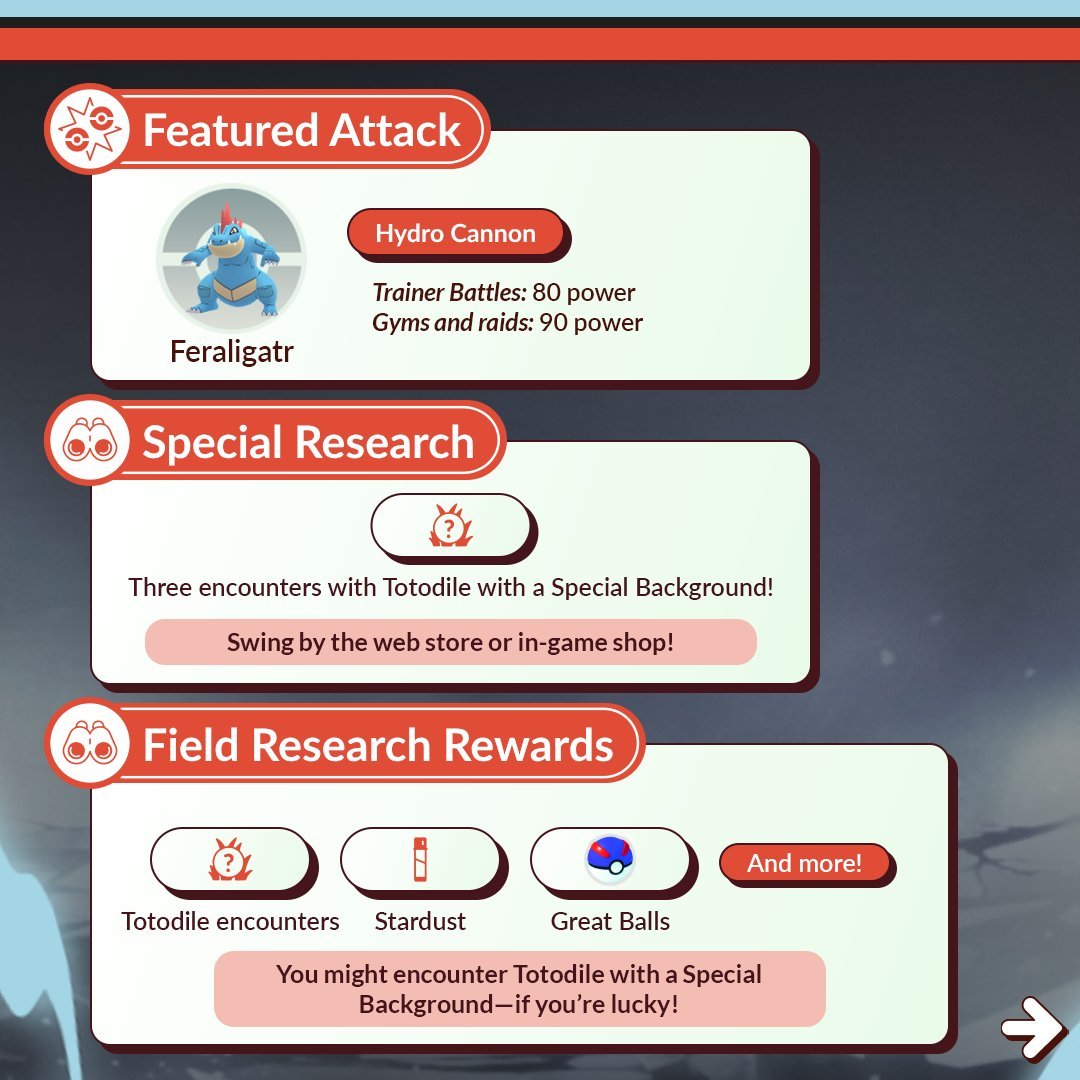 Featured Attack
Hydro Cannon
Trainer Battles: 80 power
Gyms and raids: 90 power
Feraligatr
Special Research
?
Three encounters with Totodile with a Special Background!
Swing by the web store or in-game shop!
Field Research Rewards
?
And more!
Totodile encounters
Stardust
Great Balls
You might encounter Totodile with a Special
Background—if you’re lucky!